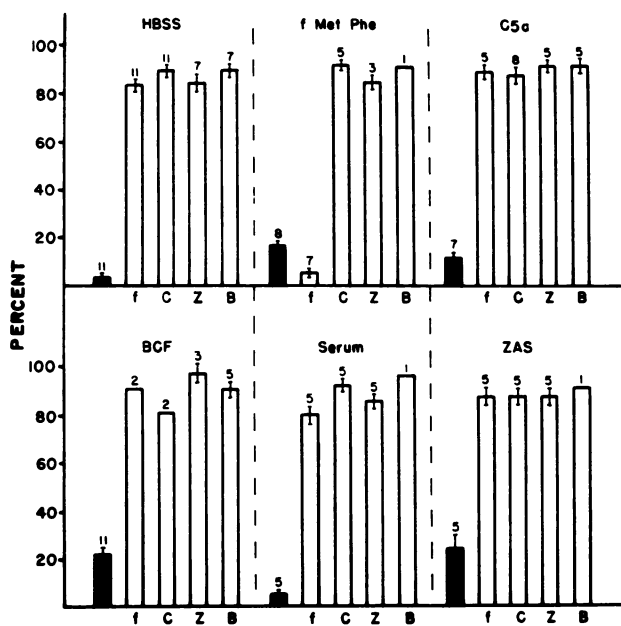 HBSS f Met Phe C5a
11 11 7 7 5 3 1 5 8 5 5
100
80
60
40
20
11 8 7 7
f C Z B f C Z B f C Z B
PERCENT
BCF Serum ZAS
2 2 3 5 5 5 5 1 5 5 5 1
100
80
60
40
20
11 5 5
f C Z B f C Z B f C Z B